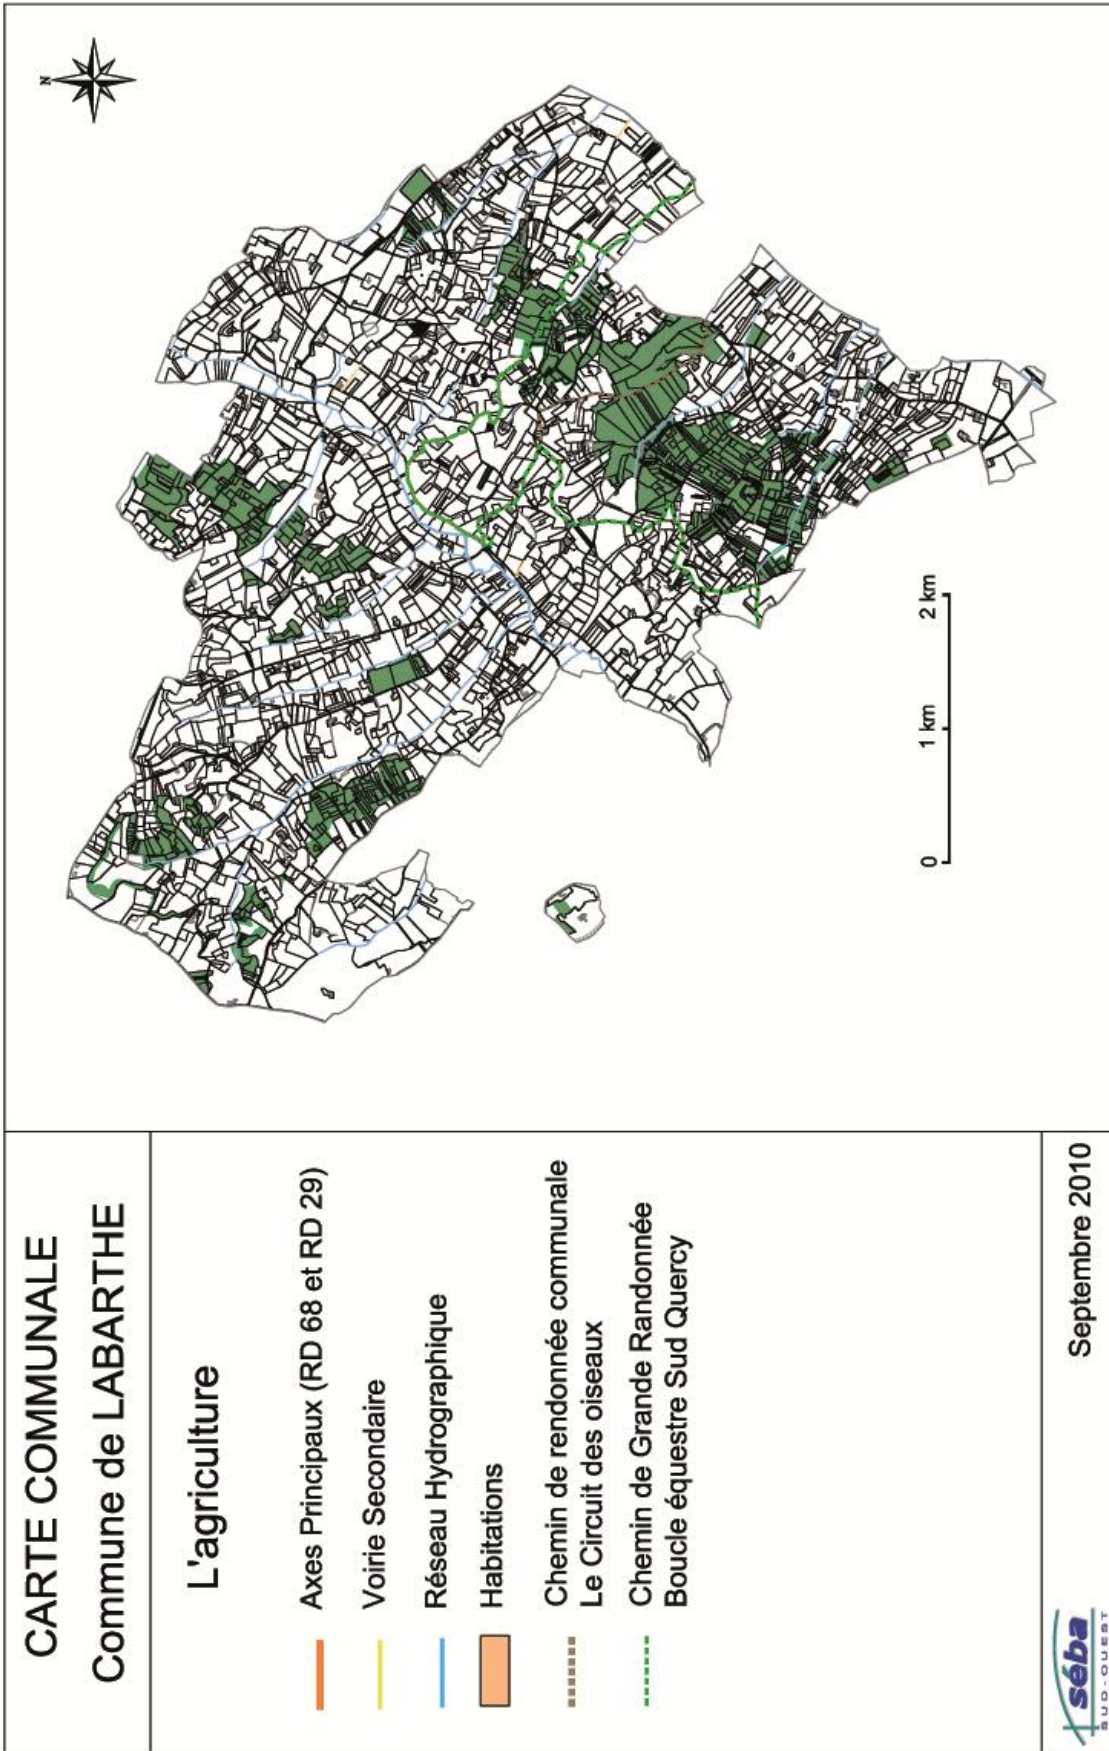 CARTE COMMUNALE
Commune de LABARTHE
L'agriculture
Axes Principaux (RD 68 et RD 29)
Voirie Secondaire
Réseau Hydrographique
Habitations
Chemin de rendonnée communale
Le Circuit des oiseaux
Chemin de Grande Randonnée
Boucle équestre Sud Quercy
Septembre 2010
séba
SUD-OUEST
N
0
1 km
2 km